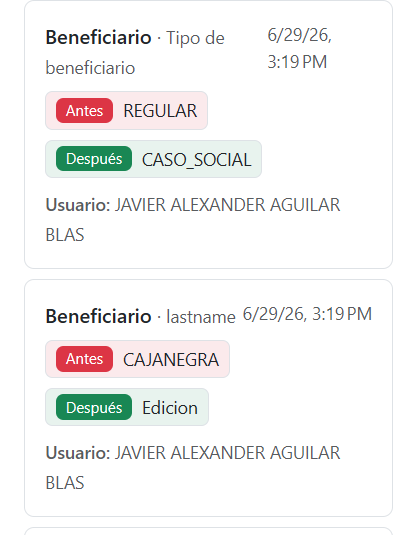 Beneficiario · Tipo de beneficiario
6/29/26, 3:19 PM
Antes REGULAR
Después CASO_SOCIAL
Usuario: JAVIER ALEXANDER AGUILAR
BLAS
Beneficiario · lastname 6/29/26, 3:19 PM
Antes CAJANEGRA
Después Edicion
Usuario: JAVIER ALEXANDER AGUILAR
BLAS